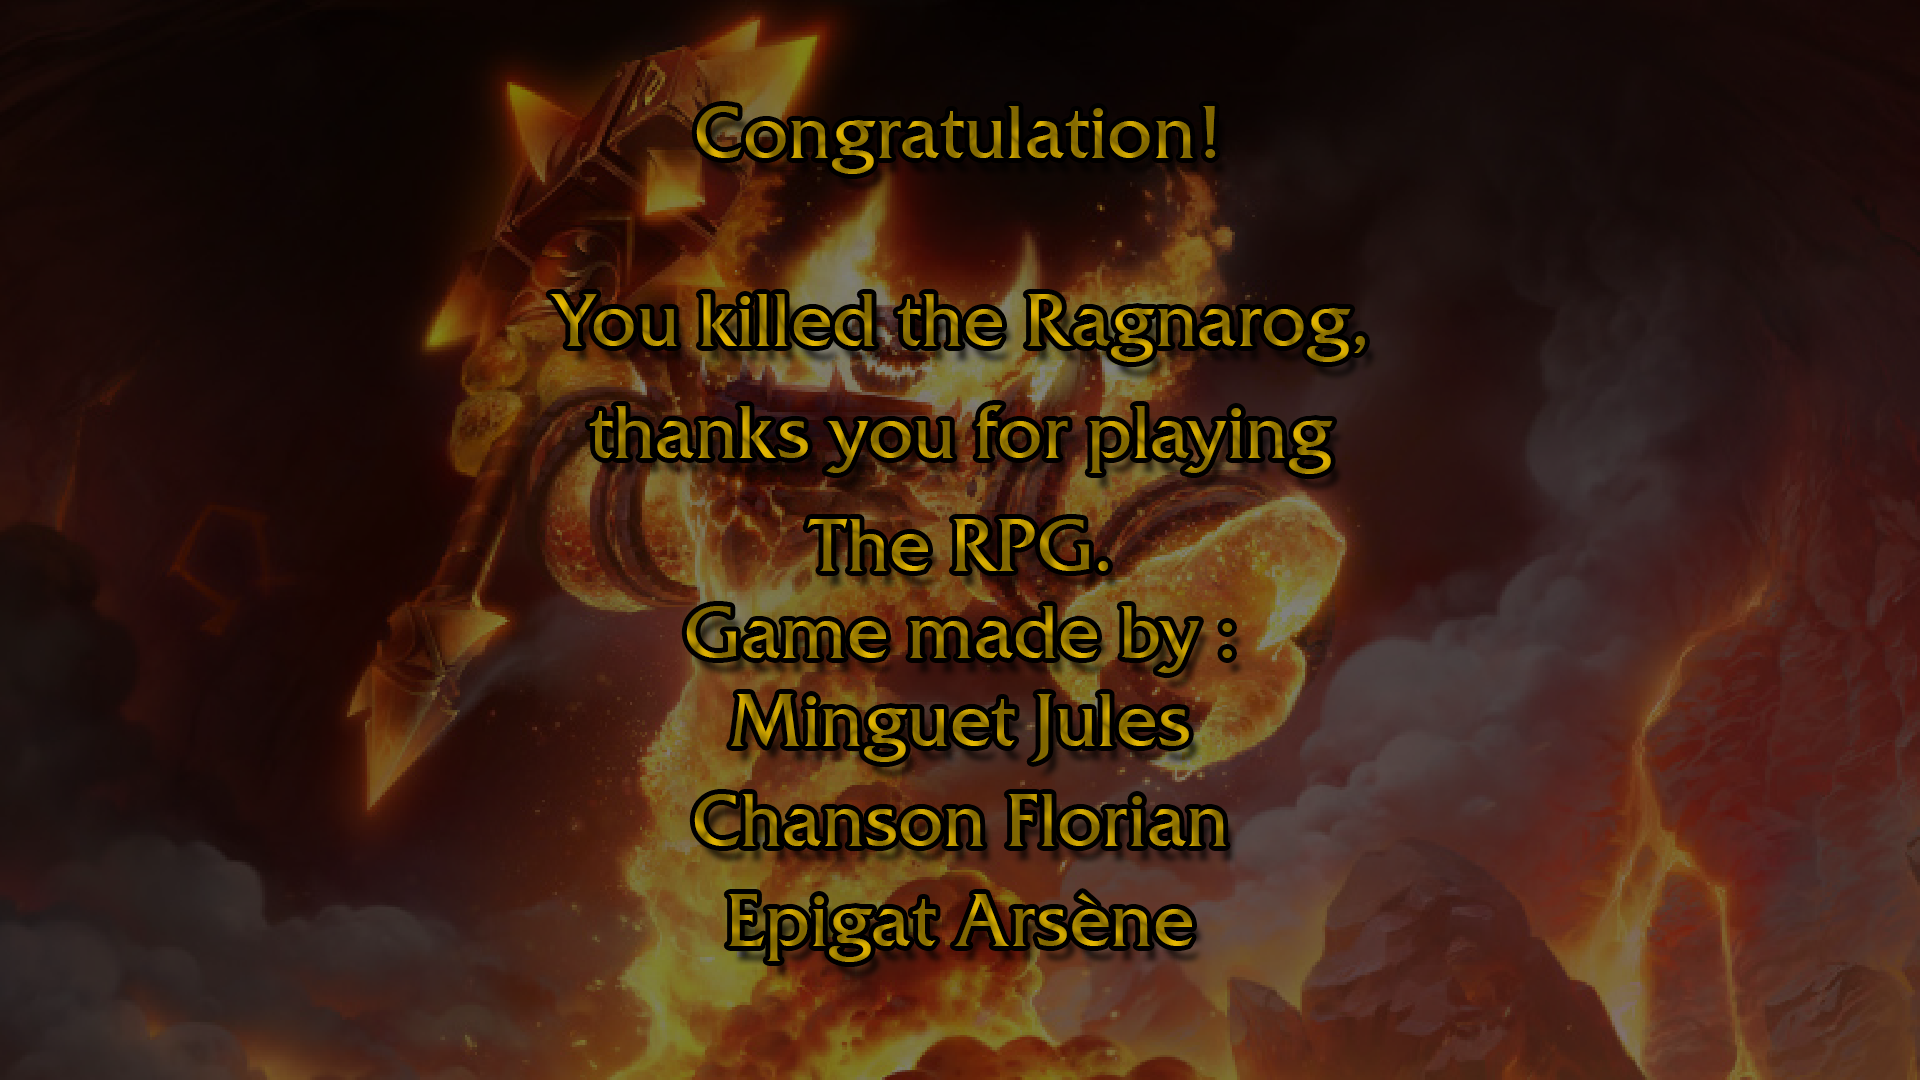 Congratulation!
You killed the Ragnarog,
thanks you for playing
The RPG.
Game made by :
Minguet Jules
Chanson Florian
Epigat Arsène